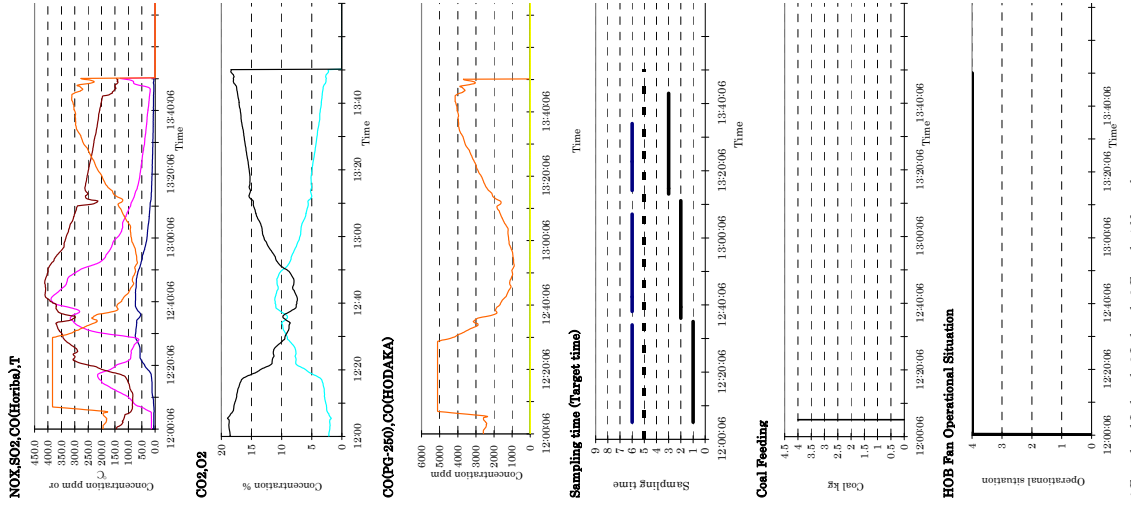 NOX,SO2,CO(Horiba),T
Concentration ppm or
℃
450.0
400.0
350.0
300.0
250.0
200.0
150.0
100.0
50.0
0.0
12:00:06 12:20:06 12:40:06 13:00:06 13:20:06 13:40:06
Time
CO2,O2
Concentration %
20
15
10
5
0
12:00 12:20 12:40 13:00 13:20 13:40
Time
CO(PG-250),CO(HODAKA)
Concentration ppm
6000
5000
4000
3000
2000
1000
0
12:00:06 12:20:06 12:40:06 13:00:06 13:20:06 13:40:06
Time
Sampling time (Target time)
Sampling time
9
8
7
6
5
4
3
2
1
0
12:00:06 12:20:06 12:40:06 13:00:06 13:20:06 13:40:06
Time
Coal Feeding
Coal kg
4.5
4
3.5
3
2.5
2
1.5
1
0.5
0
12:00:06 12:20:06 12:40:06 13:00:06 13:20:06 13:40:06
Time
HOB Fan Operational Situation
Operational situation
4
3
2
1
0
12:00:06 12:20:06 12:40:06 13:00:06 13:20:06 13:40:06
Time